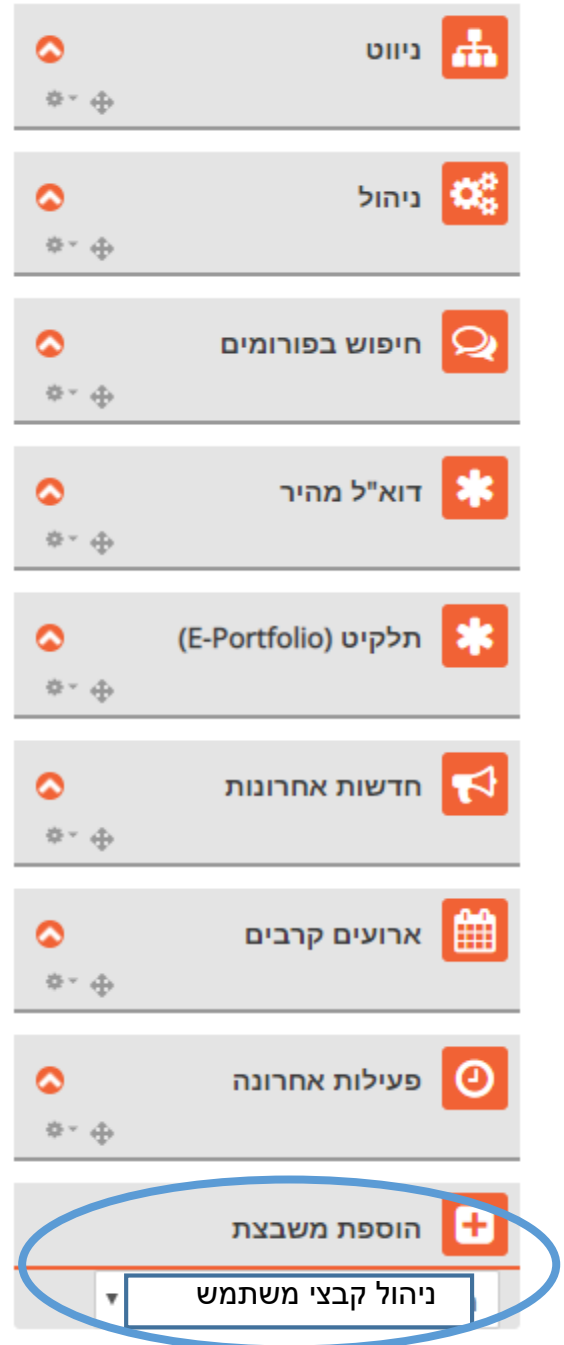 ניווט
ניהול
חיפוש בפורומים
דוא"ל מהיר
תלקיט (E-Portfolio)
חדשות אחרונות
ארועים קרבים
פעילות אחרונה
הוספת משבצת
ניהול קבצי משתמש